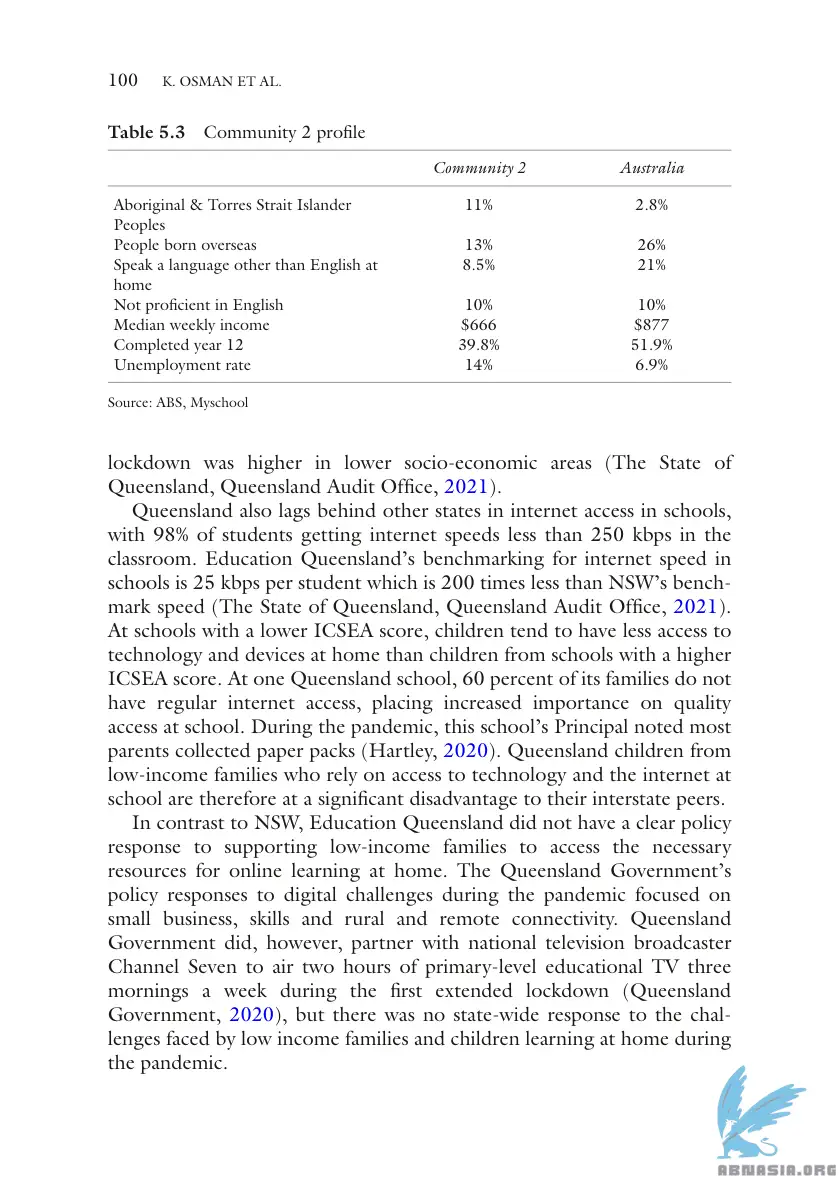 100 K. OSMAN ET AL.
Table 5.3 Community 2 profile
Community 2 Australia
Aboriginal & Torres Strait Islander 11% 2.8%
Peoples
People born overseas 13% 26%
Speak a language other than English at 8.5% 21%
home
Not proficient in English 10% 10%
Median weekly income $666 $877
Completed year 12 39.8% 51.9%
Unemployment rate 14% 6.9%
Source: ABS, Myschool
lockdown was higher in lower socio-economic areas (The State of
Queensland, Queensland Audit Office, 2021).
Queensland also lags behind other states in internet access in schools,
with 98% of students getting internet speeds less than 250 kbps in the
classroom. Education Queensland's benchmarking for internet speed in
schools is 25 kbps per student which is 200 times less than NSW's bench-
mark speed (The State of Queensland, Queensland Audit Office, 2021).
At schools with a lower ICSEA score, children tend to have less access to
technology and devices at home than children from schools with a higher
ICSEA score. At one Queensland school, 60 percent of its families do not
have regular internet access, placing increased importance on quality
access at school. During the pandemic, this school's Principal noted most
parents collected paper packs (Hartley, 2020). Queensland children from
low-income families who rely on access to technology and the internet at
school are therefore at a significant disadvantage to their interstate peers.
In contrast to NSW, Education Queensland did not have a clear policy
response to supporting low-income families to access the necessary
resources for online learning at home. The Queensland Government's
policy responses to digital challenges during the pandemic focused on
small business, skills and rural and remote connectivity. Queensland
Government did, however, partner with national television broadcaster
Channel Seven to air two hours of primary-level educational TV three
mornings a week during the first extended lockdown (Queensland
Government, 2020), but there was no state-wide response to the chal-
lenges faced by low income families and children learning at home during
the pandemic.
ABNASIA.ORG